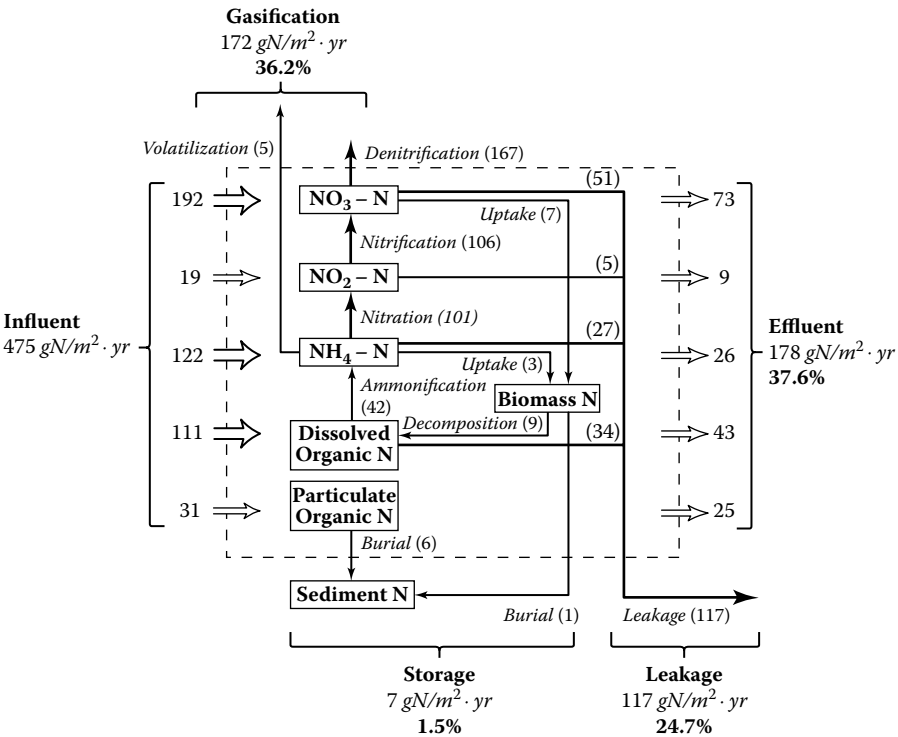 Gasification
172 gN/m² · yr
36.2%
Volatilization (5)
Denitrification (167)
192
NO₃ – N
(51)
73
Uptake (7)
Nitrification (106)
19
NO₂ – N
(5)
9
Influent
475 gN/m² · yr
Nitration (101)
122
NH₄ – N
(27)
26
Effluent
178 gN/m² · yr
37.6%
Uptake (3)
Ammonification
(42)
Biomass N
Decomposition (9)
111
Dissolved
Organic N
(34)
43
31
Particulate
Organic N
25
Burial (6)
Sediment N
Burial (1)
Leakage (117)
Storage
7 gN/m² · yr
1.5%
Leakage
117 gN/m² · yr
24.7%